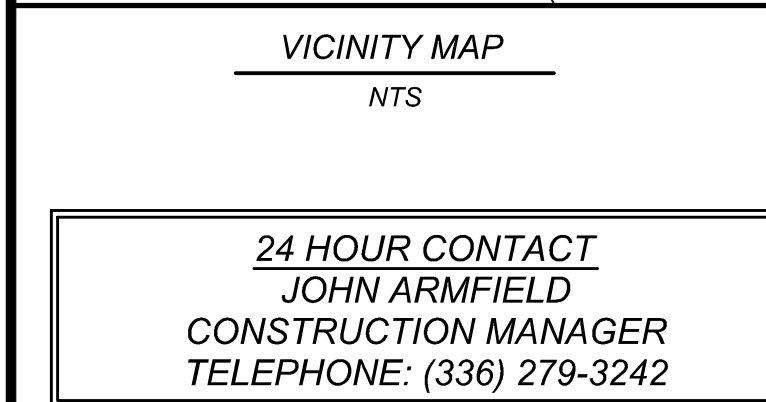 VICINITY MAP
NTS
24 HOUR CONTACT
JOHN ARMFIELD
CONSTRUCTION MANAGER
TELEPHONE: (336) 279-3242